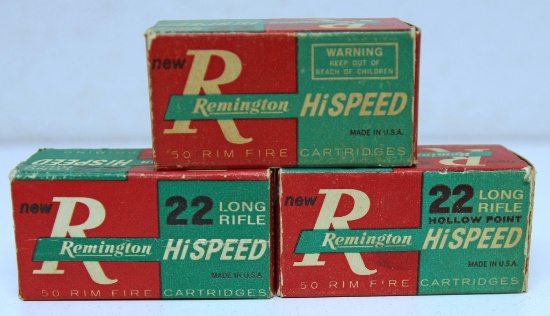 new
R
WARNING
KEEP OUT OF
REACH OF CHILDREN
Remington HiSPEED
MADE IN U.S.A.
50 RIM FIRE CARTRIDGES
HiSPEED
new
R
22 LONG
RIFLE
Remington HiSPEED
MADE IN U.S.A.
50 RIM FIRE CARTRIDGES
Remington
new
R
22 LONG
RIFLE
HOLLOW POINT
Remington HiSPEED
MADE IN U.S.A.
50 RIM FIRE CARTRIDGES